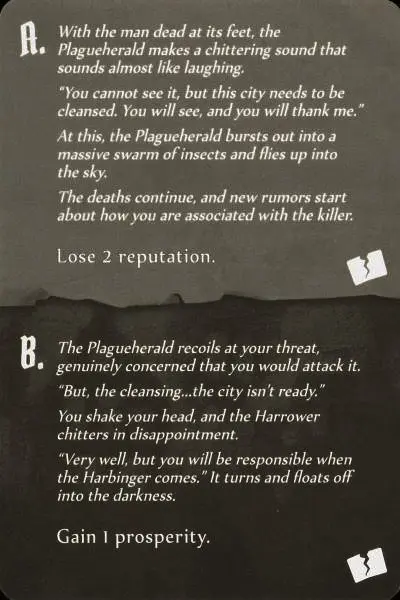 A.
With the man dead at its feet, the
Plagueherald makes a chittering sound that
sounds almost like laughing.
"You cannot see it, but this city needs to be
cleansed. You will see, and you will thank me."
At this, the Plagueherald bursts out into a
massive swarm of insects and flies up into
the sky.
The deaths continue, and new rumors start
about how you are associated with the killer.
Lose 2 reputation.
B.
The Plagueherald recoils at your threat,
genuinely concerned that you would attack it.
"But, the cleansing...the city isn't ready."
You shake your head, and the Harrower
chitters in disappointment.
"Very well, but you will be responsible when
the Harbinger comes." It turns and floats off
into the darkness.
Gain 1 prosperity.